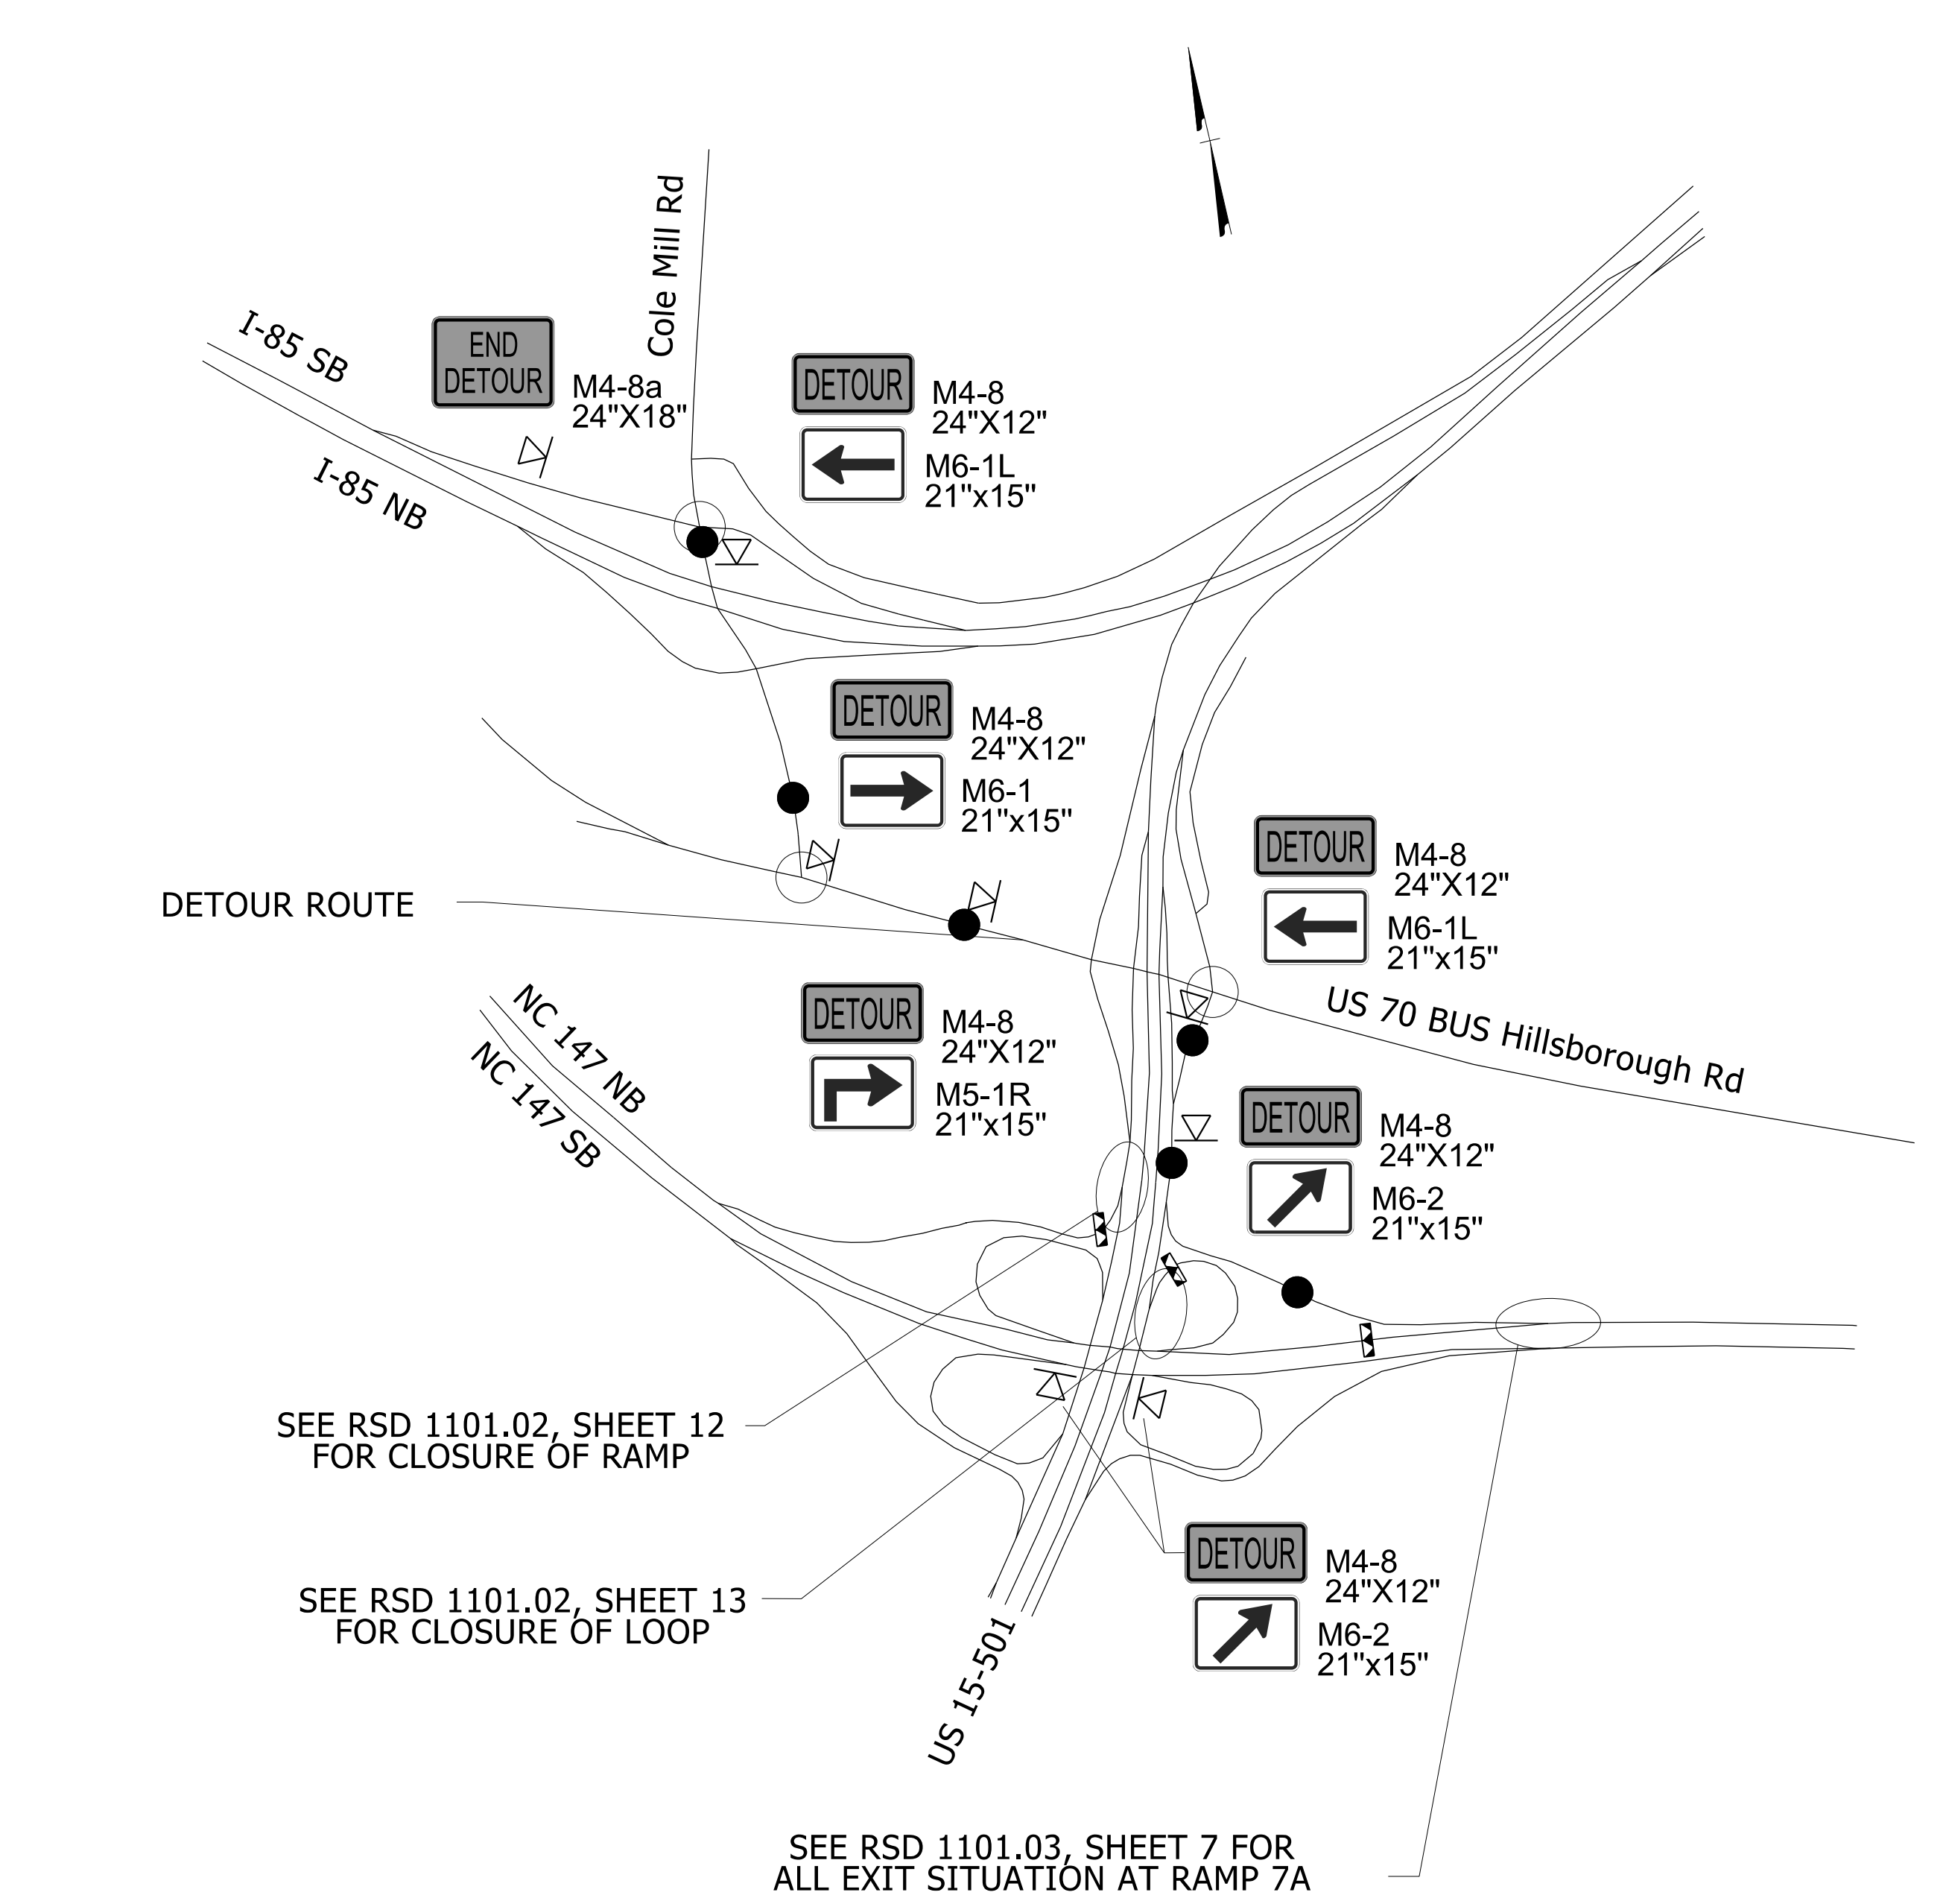 Cole Mill Rd
I-85 SB
I-85 NB
END
DETOUR
M4-8a
24"X18"
DETOUR
M4-8
24"X12"
M6-1L
21"x15"
DETOUR
M4-8
24"X12"
M6-1
21"x15"
DETOUR
M4-8
24"X12"
M6-1L
21"x15"
DETOUR ROUTE
US 70 BUS Hillsborough Rd
NC 147 NB
NC 147 SB
DETOUR
M4-8
24"X12"
M5-1R
21"x15"
DETOUR
M4-8
24"X12"
M6-2
21"x15"
SEE RSD 1101.02, SHEET 12
FOR CLOSURE OF RAMP
SEE RSD 1101.02, SHEET 13
FOR CLOSURE OF LOOP
DETOUR
M4-8
24"X12"
M6-2
21"x15"
US 15-501
SEE RSD 1101.03, SHEET 7 FOR
ALL EXIT SITUATION AT RAMP 7A